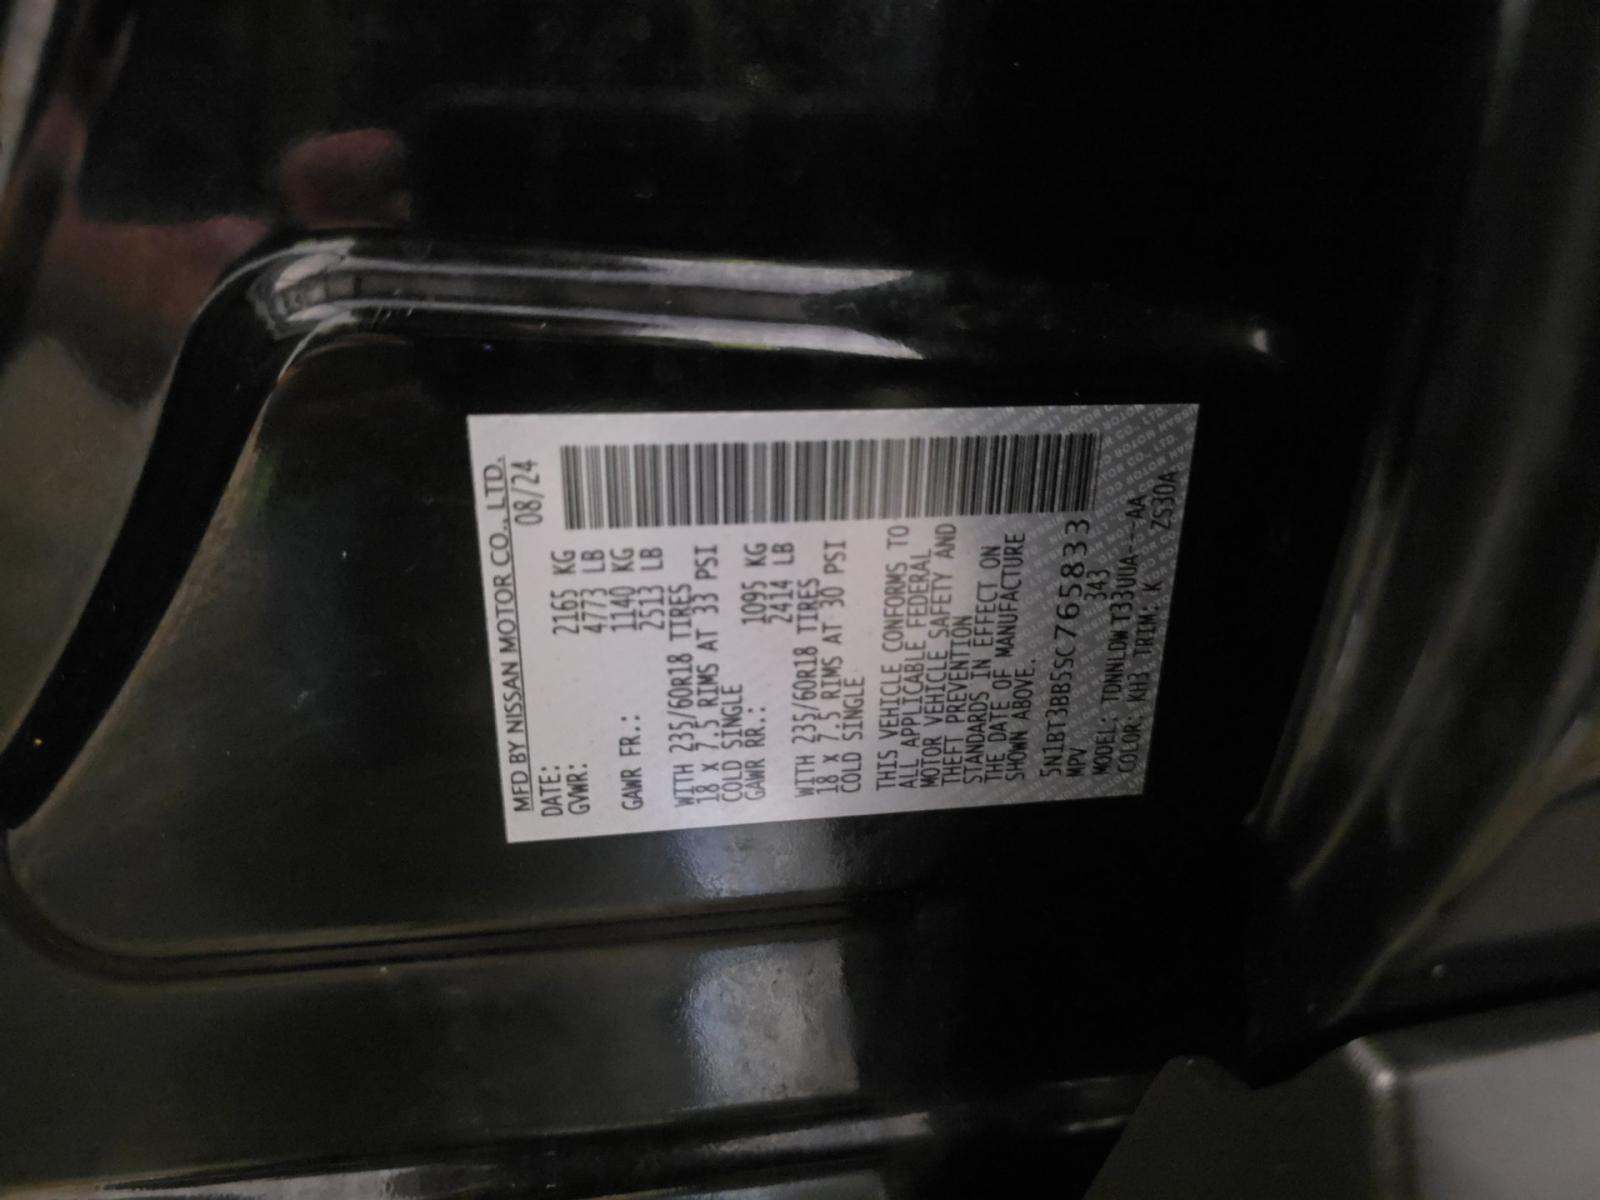 MFD BY NISSAN MOTOR CO., LTD.
DATE: 08/24
GVWR: 2165 KG
4773 LB
GAWR FR.: 1140 KG
2513 LB
WITH 235/60R18 TIRES
18 X 7.5 RIMS AT 33 PSI
COLD SINGLE
GAWR RR.: 1095 KG
2414 LB
WITH 235/60R18 TIRES
18 X 7.5 RIMS AT 30 PSI
COLD SINGLE
THIS VEHICLE CONFORMS TO
ALL APPLICABLE FEDERAL
MOTOR VEHICLE SAFETY AND
THEFT PREVENTION
STANDARDS IN EFFECT ON
THE DATE OF MANUFACTURE
SHOWN ABOVE.
5N1BT3BB5SC765833
MPV 343
MODEL: TDNNLDW T33UUA---AA
COLOR: KH3 TRIM: K ZS30A